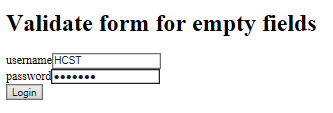 Validate form for empty fields
username HCST
password •••••••
Login